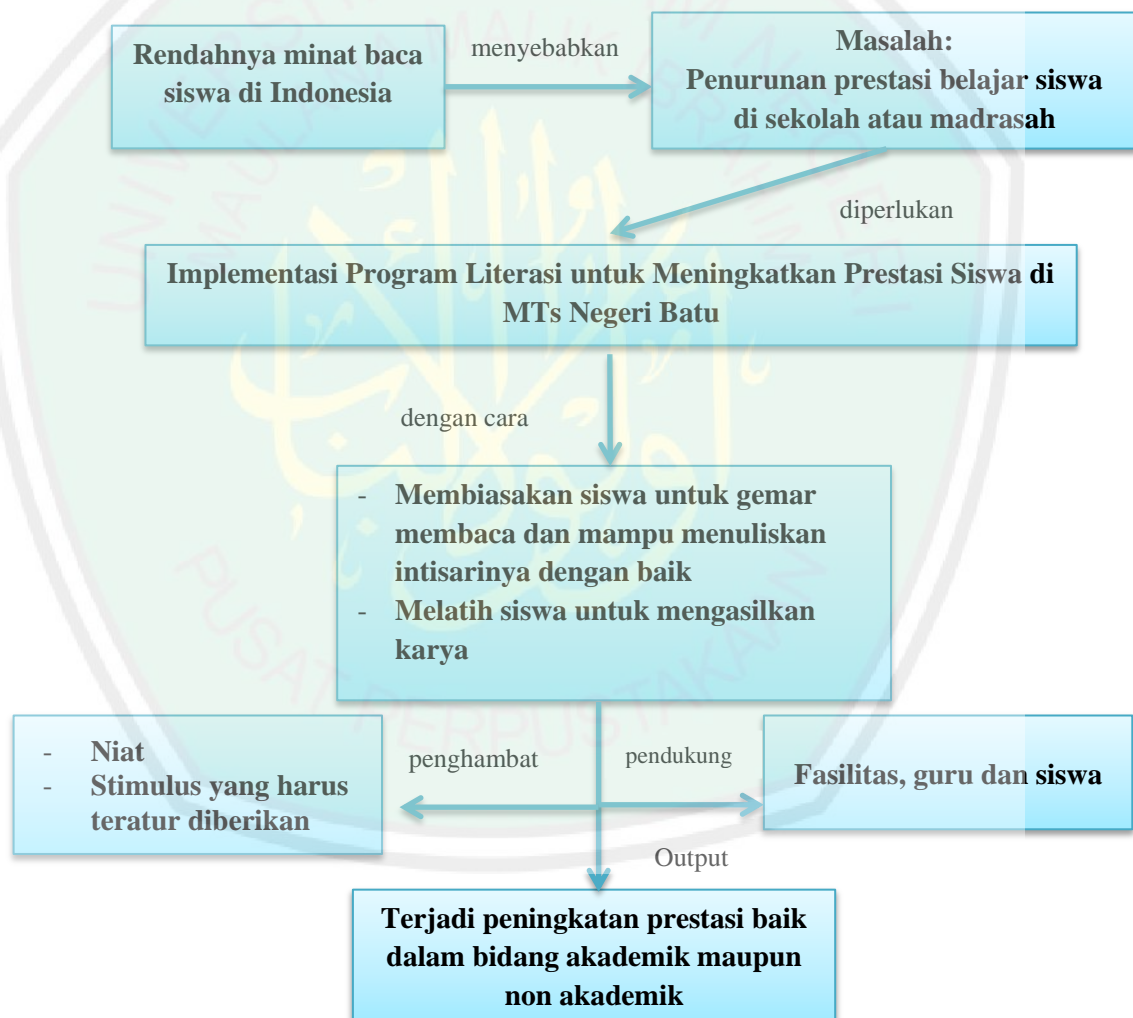 Rendahnya minat baca
siswa di Indonesia
menyebabkan
Masalah:
Penurunan prestasi belajar siswa
di sekolah atau madrasah
diperlukan
Implementasi Program Literasi untuk Meningkatkan Prestasi Siswa di
MTs Negeri Batu
dengan cara
- Membiasakan siswa untuk gemar
membaca dan mampu menuliskan
intisarinya dengan baik
- Melatih siswa untuk mengasilkan
karya
- Niat
- Stimulus yang harus
teratur diberikan
penghambat
pendukung
Fasilitas, guru dan siswa
Output
Terjadi peningkatan prestasi baik
dalam bidang akademik maupun
non akademik
PUSAT PERPUSTAKAAN